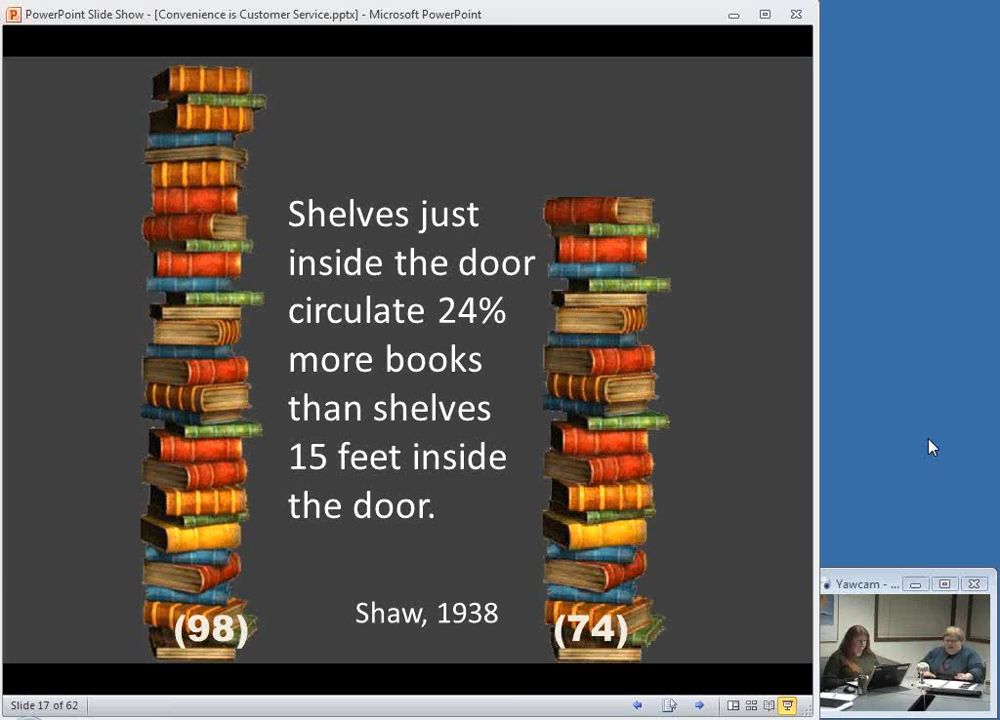 PowerPoint Slide Show - [Convenience is Customer Service.pptx] - Microsoft PowerPoint
Shelves just
inside the door
circulate 24%
more books
than shelves
15 feet inside
the door.
Shaw, 1938
(98)
(74)
Yawcam - ...
Slide 17 of 62